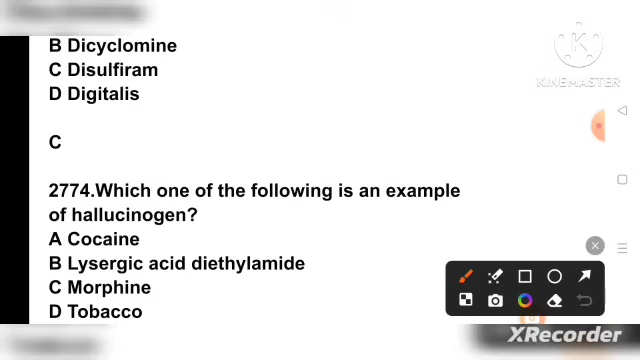 B Dicyclomine
C Disulfiram
D Digitalis
C
2774.Which one of the following is an example
of hallucinogen?
A Cocaine
B Lysergic acid diethylamide
C Morphine
D Tobacco
K
KINEMASTER
XRecorder